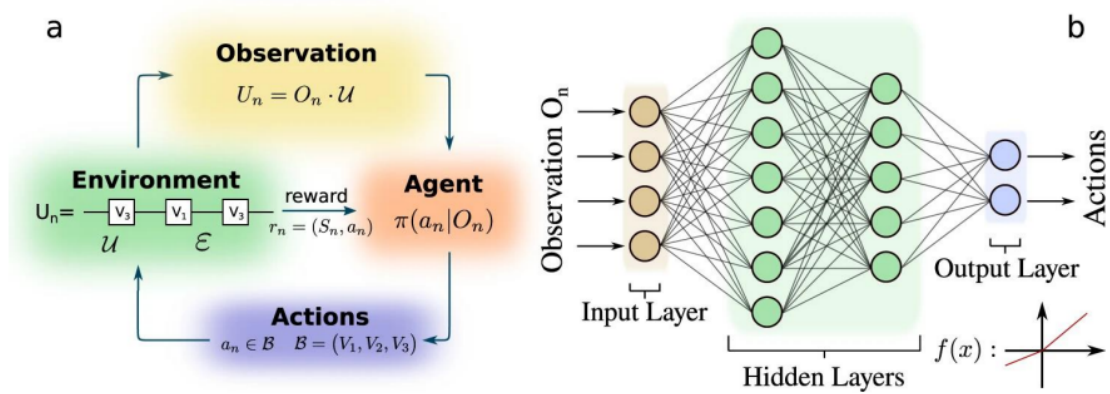 a
Observation
U_n = O_n · 𝒰
Environment
U_n= V_3 V_1 V_3
𝒰 ℰ
reward
r_n = (S_n, a_n)
Agent
π(a_n|O_n)
Actions
a_n ∈ ℬ ℬ = (V_1, V_2, V_3)
b
Observation O_n
Input Layer
Hidden Layers
Output Layer
Actions
f(x) :